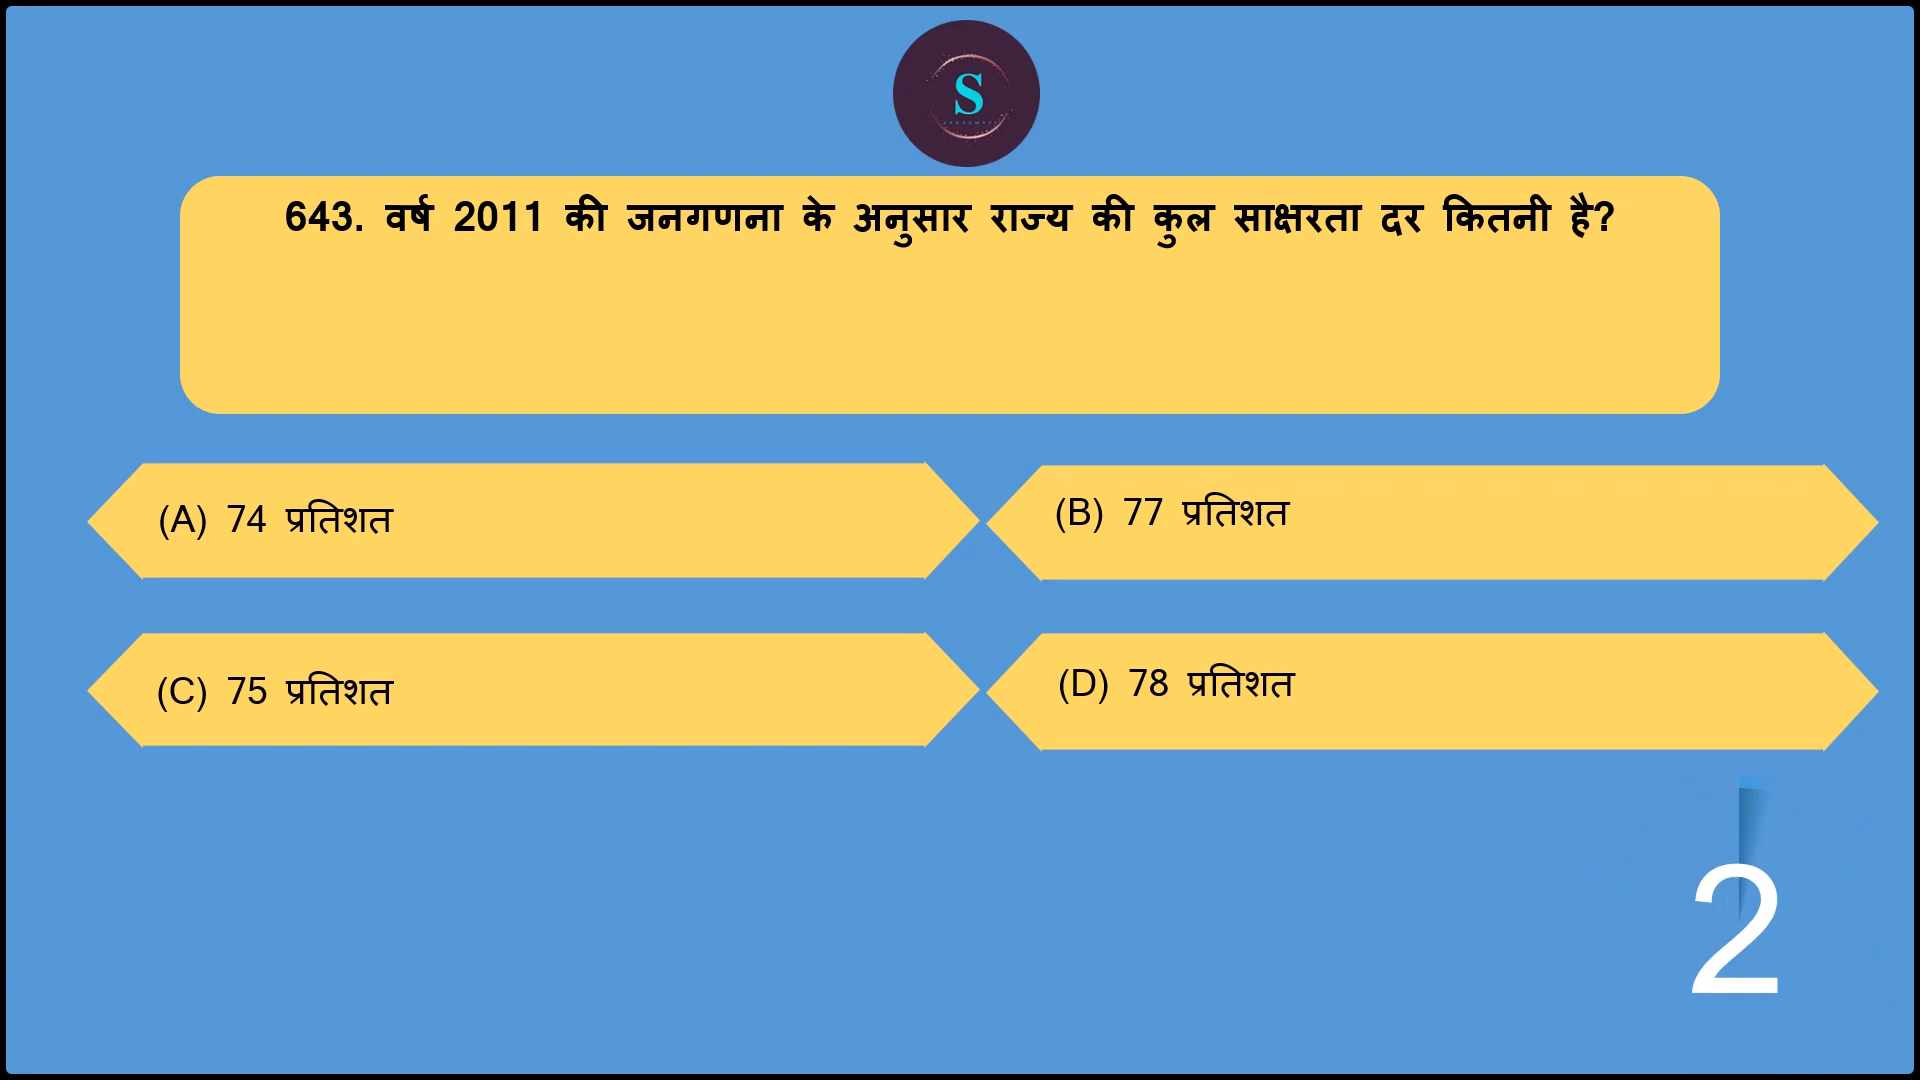 S
643. वर्ष 2011 की जनगणना के अनुसार राज्य की कुल साक्षरता दर कितनी है?
(A) 74 प्रतिशत
(B) 77 प्रतिशत
(C) 75 प्रतिशत
(D) 78 प्रतिशत
2